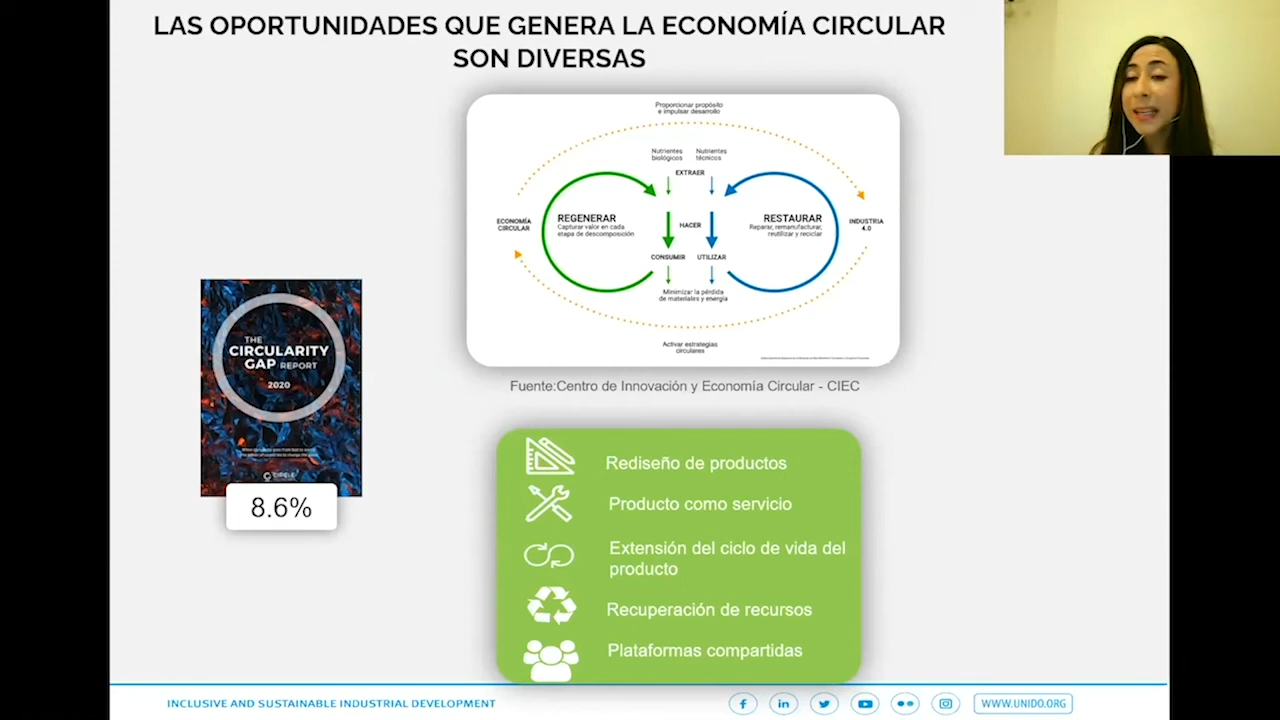 LAS OPORTUNIDADES QUE GENERA LA ECONOMÍA CIRCULAR
SON DIVERSAS
Proporcionar propósito
e impulsar desarrollo
Nutrientes
biológicos
Nutrientes
técnicos
EXTRAER
ECONOMÍA
CIRCULAR
REGENERAR
Capturar valor en cada
etapa de descomposición
HACER
RESTAURAR
Reparar, remanufacturar,
reutilizar y reciclar
INDUSTRIA
4.0
CONSUMIR
UTILIZAR
Minimizar la pérdida
de materiales y energía
Activar estrategias
circulares
Fuente:Centro de Innovación y Economía Circular - CIEC
THE
CIRCULARITY
GAP REPORT
2020
CIRCLE
8.6%
Rediseño de productos
Producto como servicio
Extensión del ciclo de vida del
producto
Recuperación de recursos
Plataformas compartidas
INCLUSIVE AND SUSTAINABLE INDUSTRIAL DEVELOPMENT
WWW.UNIDO.ORG